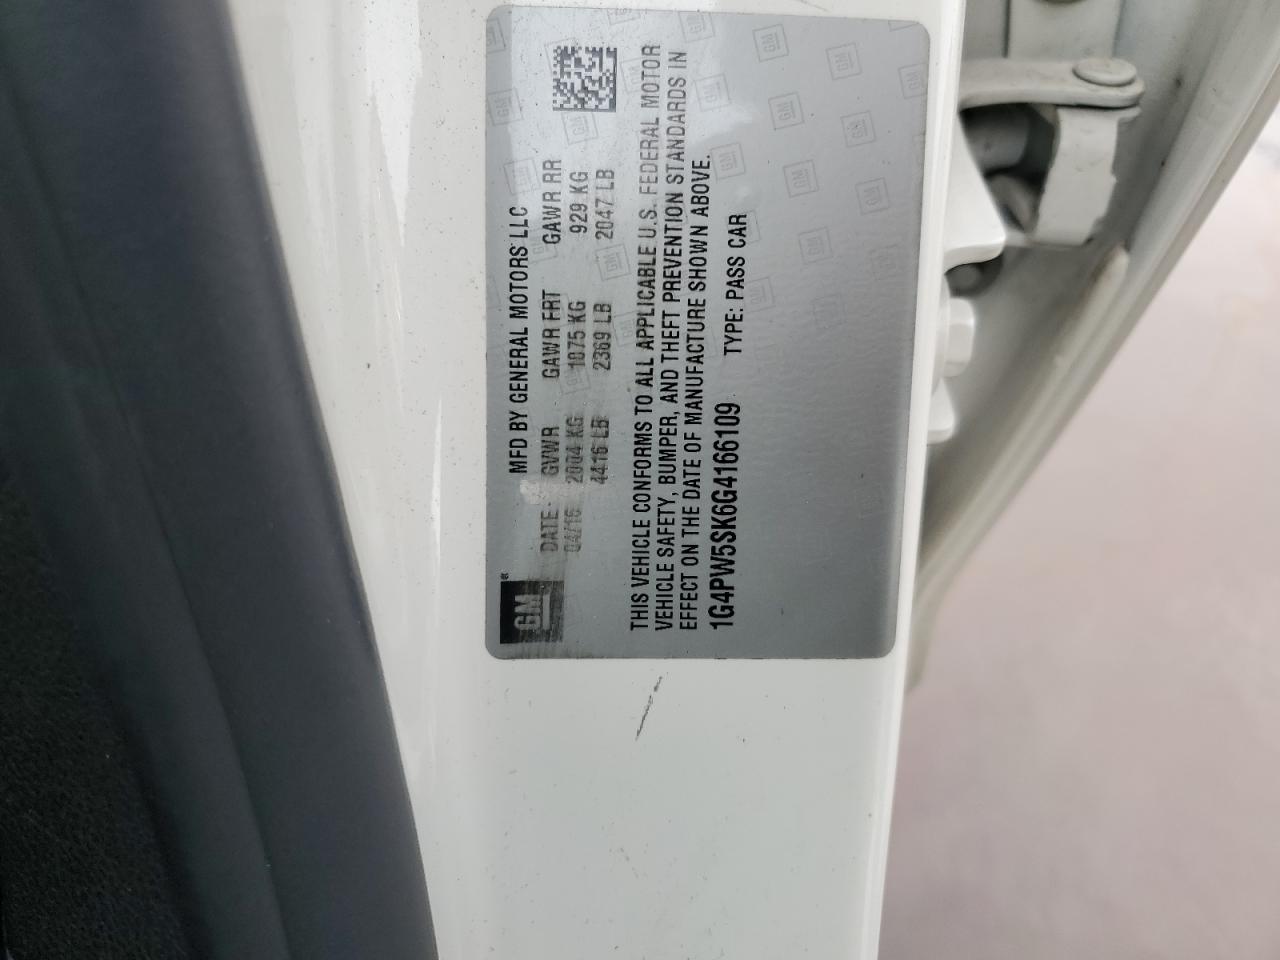 GM
MFD BY GENERAL MOTORS LLC
DATE GVWR GAWR FRT GAWR RR
04/16 2004 KG 1075 KG 929 KG
4416 LB 2369 LB 2047 LB
THIS VEHICLE CONFORMS TO ALL APPLICABLE U.S. FEDERAL MOTOR
VEHICLE SAFETY, BUMPER, AND THEFT PREVENTION STANDARDS IN
EFFECT ON THE DATE OF MANUFACTURE SHOWN ABOVE.
1G4PW5SK6G4166109 TYPE: PASS CAR